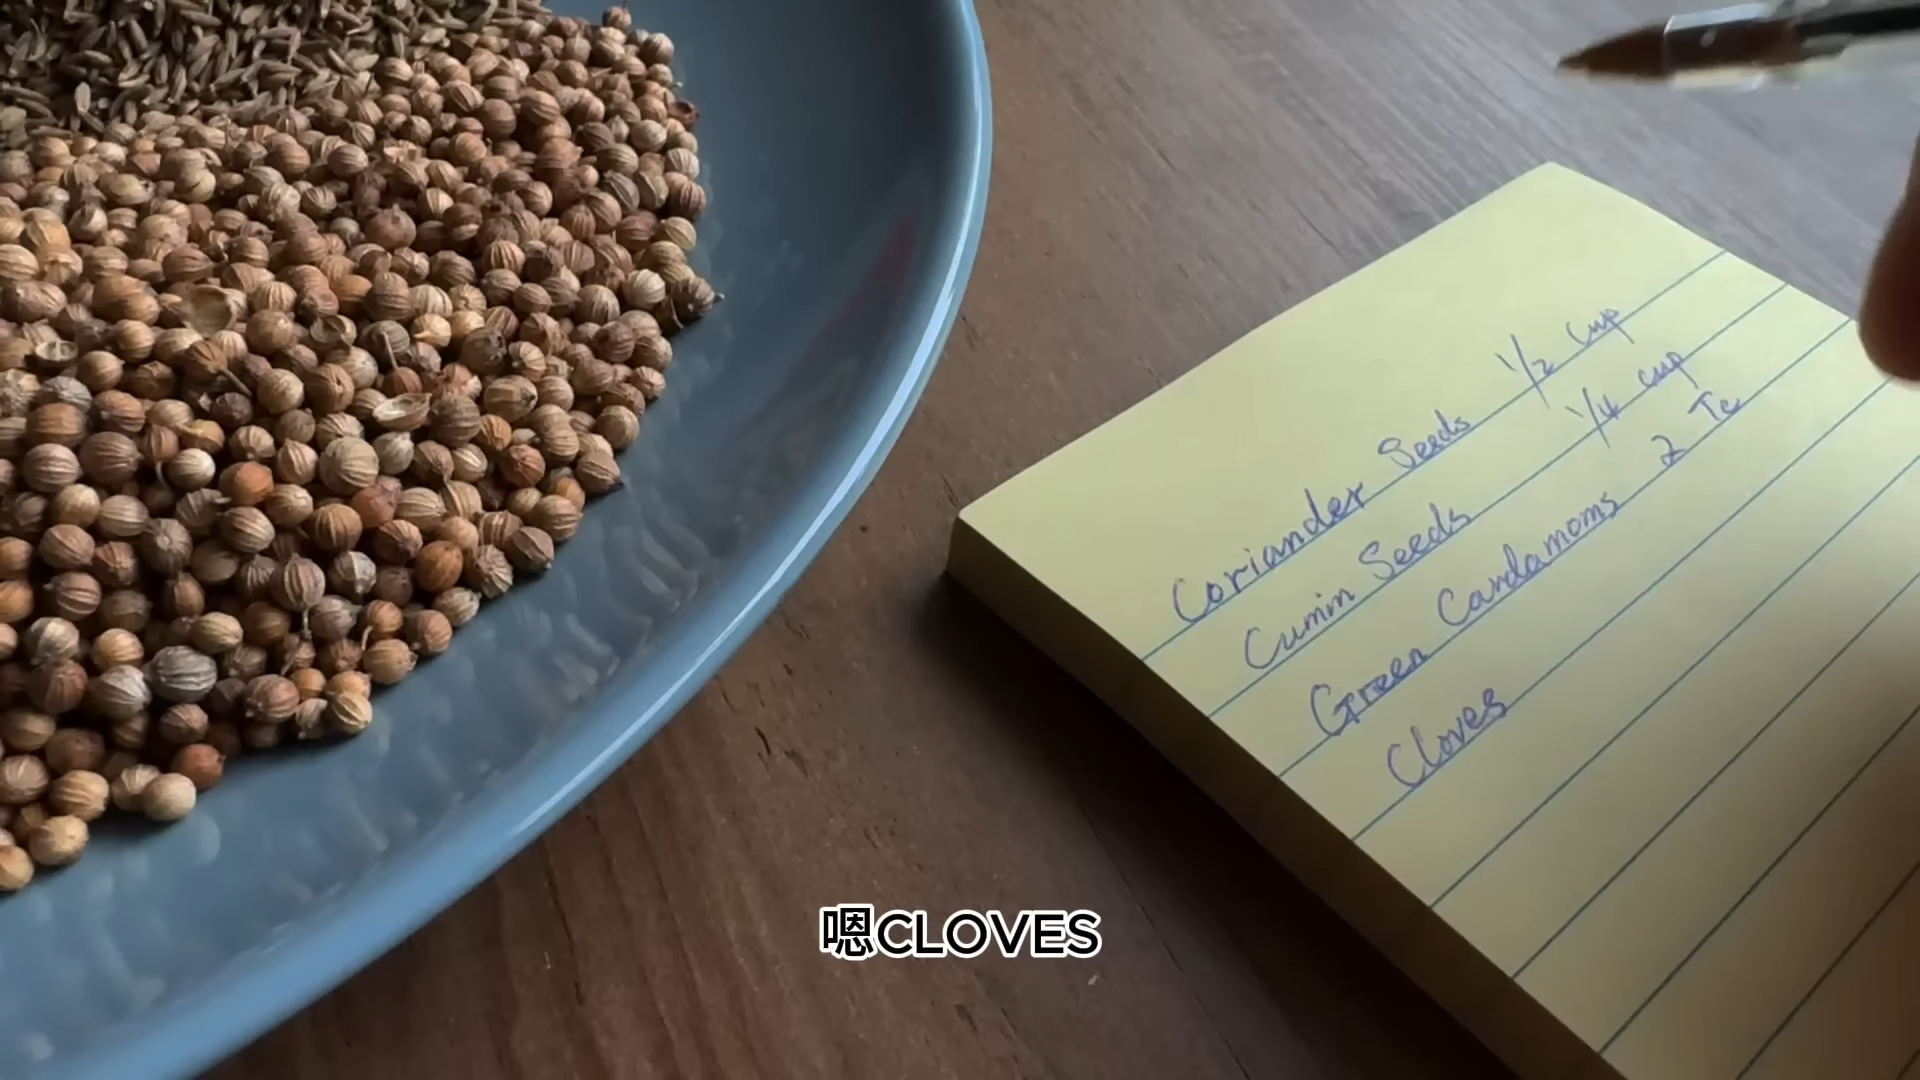 Coriander Seeds 1/2 cup
Cumin Seeds 1/4 cup
Green Cardamoms 2 Te
Cloves
嗯CLOVES